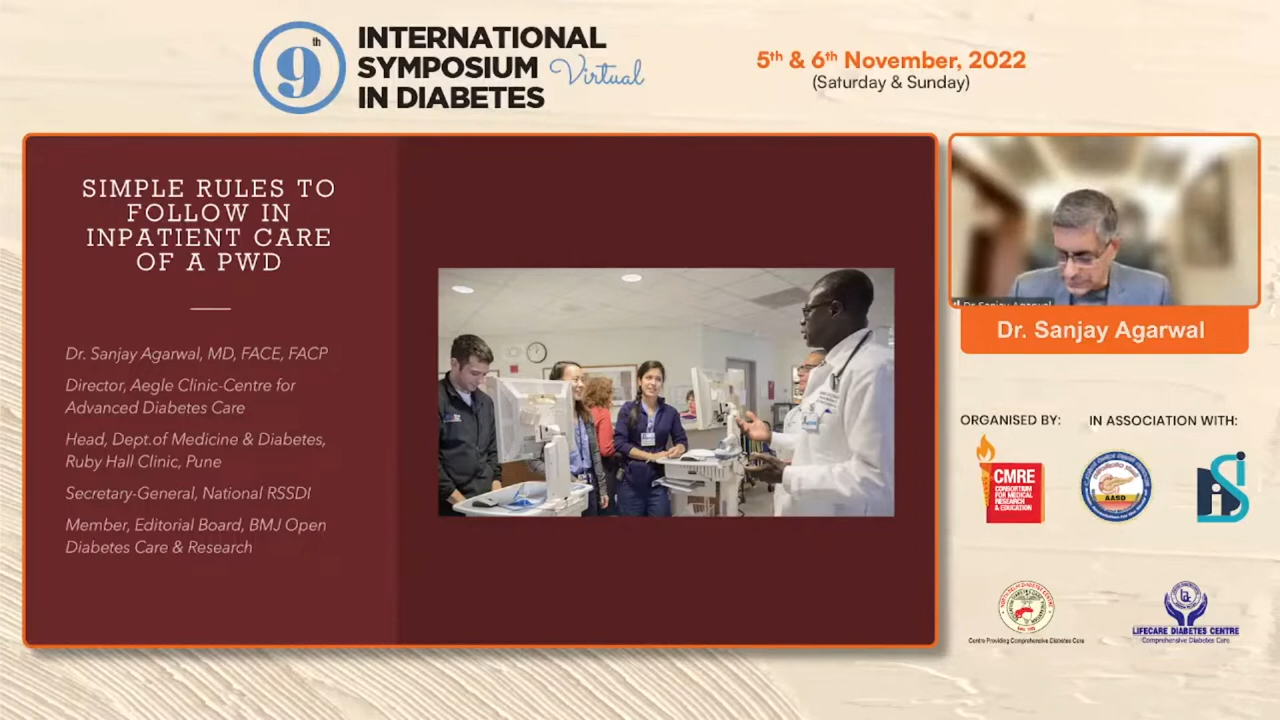 9th
INTERNATIONAL
SYMPOSIUM Virtual
IN DIABETES
5th & 6th November, 2022
(Saturday & Sunday)
SIMPLE RULES TO
FOLLOW IN
INPATIENT CARE
OF A PWD
Dr. Sanjay Agarwal, MD, FACE, FACP
Director, Aegle Clinic-Centre for
Advanced Diabetes Care
Head, Dept.of Medicine & Diabetes,
Ruby Hall Clinic, Pune
Secretary-General, National RSSDI
Member, Editorial Board, BMJ Open
Diabetes Care & Research
Dr Sanjay Agarwal
Dr. Sanjay Agarwal
ORGANISED BY:
IN ASSOCIATION WITH:
CMRE
CONSORTIUM
FOR MEDICAL
RESEARCH
& EDUCATION
AASD
Centre Providing Comprehensive Diabetes Care
LIFECARE DIABETES CENTRE
Comprehensive Diabetes Care